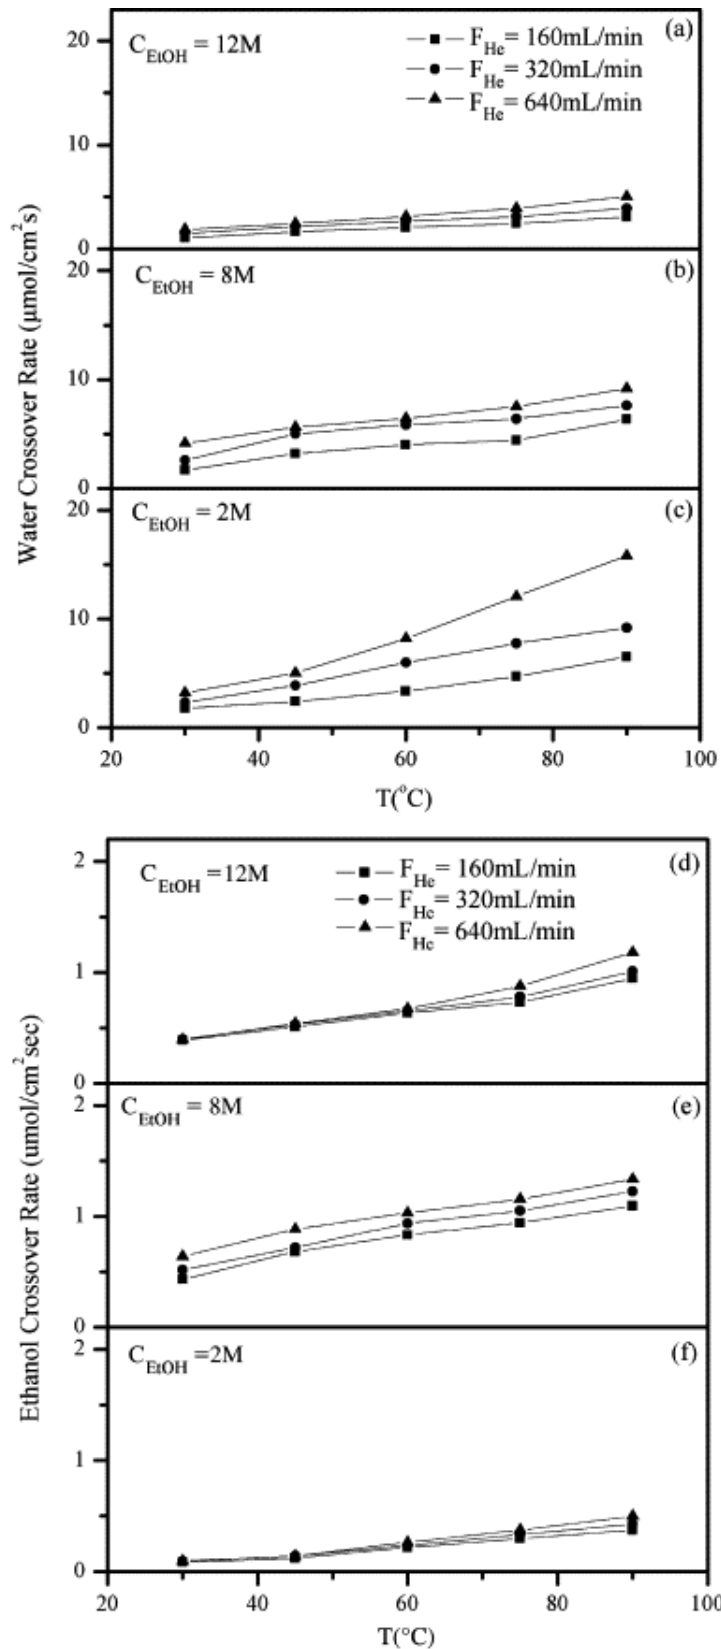 (a)
C_EtOH = 12M
F_He = 160mL/min
F_He = 320mL/min
F_He = 640mL/min
20
10
0
(b)
C_EtOH = 8M
20
10
0
Water Crossover Rate (μmol/cm²s)
(c)
C_EtOH = 2M
20
10
0
20 40 60 80 100
T(°C)
(d)
C_EtOH =12M
F_He = 160mL/min
F_He = 320mL/min
F_He = 640mL/min
2
1
0
(e)
C_EtOH = 8M
2
1
0
Ethanol Crossover Rate (umol/cm²sec)
(f)
C_EtOH =2M
2
1
0
20 40 60 80 100
T(°C)